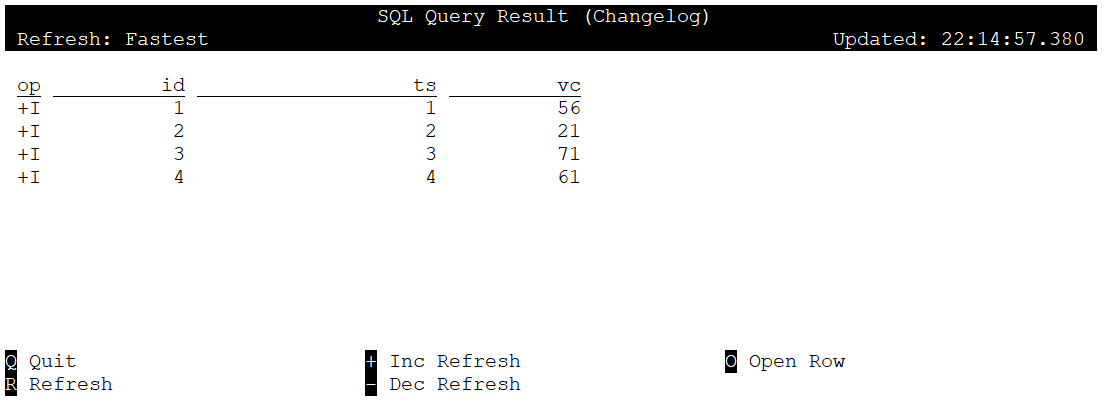 SQL Query Result (Changelog)
Refresh: Fastest Updated: 22:14:57.380
op id ts vc
+I 1 1 56
+I 2 2 21
+I 3 3 71
+I 4 4 61
Q Quit + Inc Refresh O Open Row
R Refresh - Dec Refresh